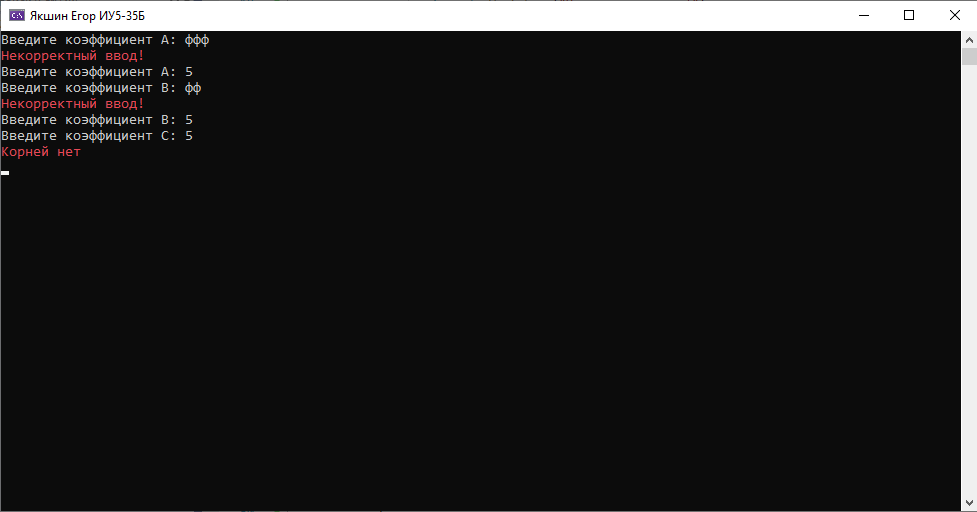 Якшин Егор ИУ5-35Б
Введите коэффициент A: ффф
Некорректный ввод!
Введите коэффициент A: 5
Введите коэффициент B: фф
Некорректный ввод!
Введите коэффициент B: 5
Введите коэффициент C: 5
Корней нет